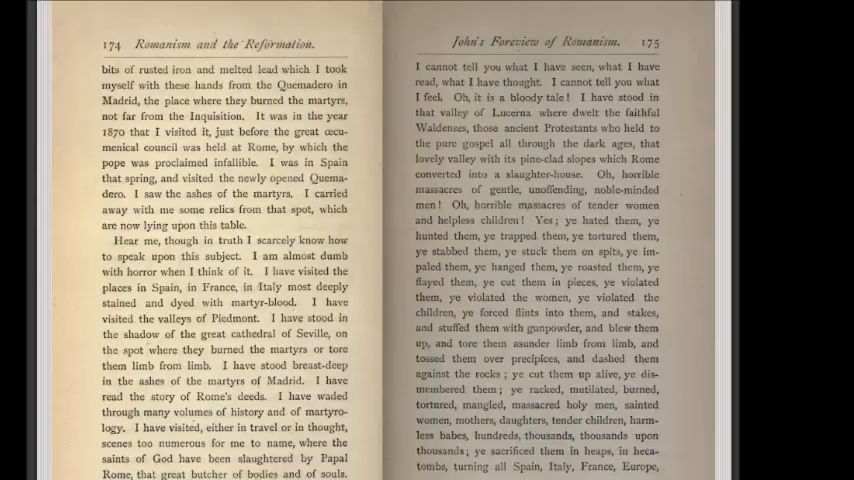 174 Romanism and the Reformation.
bits of rusted iron and melted lead which I took
myself with these hands from the Quemadero in
Madrid, the place where they burned the martyrs,
not far from the Inquisition. It was in the year
1870 that I visited it, just before the great œcu-
menical council was held at Rome, by which the
pope was proclaimed infallible. I was in Spain
that spring, and visited the newly opened Quema-
dero. I saw the ashes of the martyrs. I carried
away with me some relics from that spot, which
are now lying upon this table.
Hear me, though in truth I scarcely know how
to speak upon this subject. I am almost dumb
with horror when I think of it. I have visited the
places in Spain, in France, in Italy most deeply
stained and dyed with martyr-blood. I have
visited the valleys of Piedmont. I have stood in
the shadow of the great cathedral of Seville, on
the spot where they burned the martyrs or tore
them limb from limb. I have stood breast-deep
in the ashes of the martyrs of Madrid. I have
read the story of Rome's deeds. I have waded
through many volumes of history and of martyro-
logy. I have visited, either in travel or in thought,
scenes too numerous for me to name, where the
saints of God have been slaughtered by Papal
Rome, that great butcher of bodies and of souls.
John's Foreview of Romanism. 175
I cannot tell you what I have seen, what I have
read, what I have thought. I cannot tell you what
I feel. Oh, it is a bloody tale! I have stood in
that valley of Lucerna where dwelt the faithful
Waldenses, those ancient Protestants who held to
the pure gospel all through the dark ages, that
lovely valley with its pine-clad slopes which Rome
converted into a slaughter-house. Oh, horrible
massacres of gentle, unoffending, noble-minded
men! Oh, horrible massacres of tender women
and helpless children! Yes; ye hated them, ye
hunted them, ye trapped them, ye tortured them,
ye stabbed them, ye stuck them on spits, ye im-
paled them, ye hanged them, ye roasted them, ye
flayed them, ye cut them in pieces, ye violated
them, ye violated the women, ye violated the
children, ye forced flints into them, and stakes,
and stuffed them with gunpowder, and blew them
up, and tore them asunder limb from limb, and
tossed them over precipices, and dashed them
against the rocks; ye cut them up alive, ye dis-
membered them; ye racked, mutilated, burned,
tortured, mangled, massacred holy men, sainted
women, mothers, daughters, tender children, harm-
less babes, hundreds, thousands, thousands upon
thousands; ye sacrificed them in heaps, in heca-
tombs, turning all Spain, Italy, France, Europe,